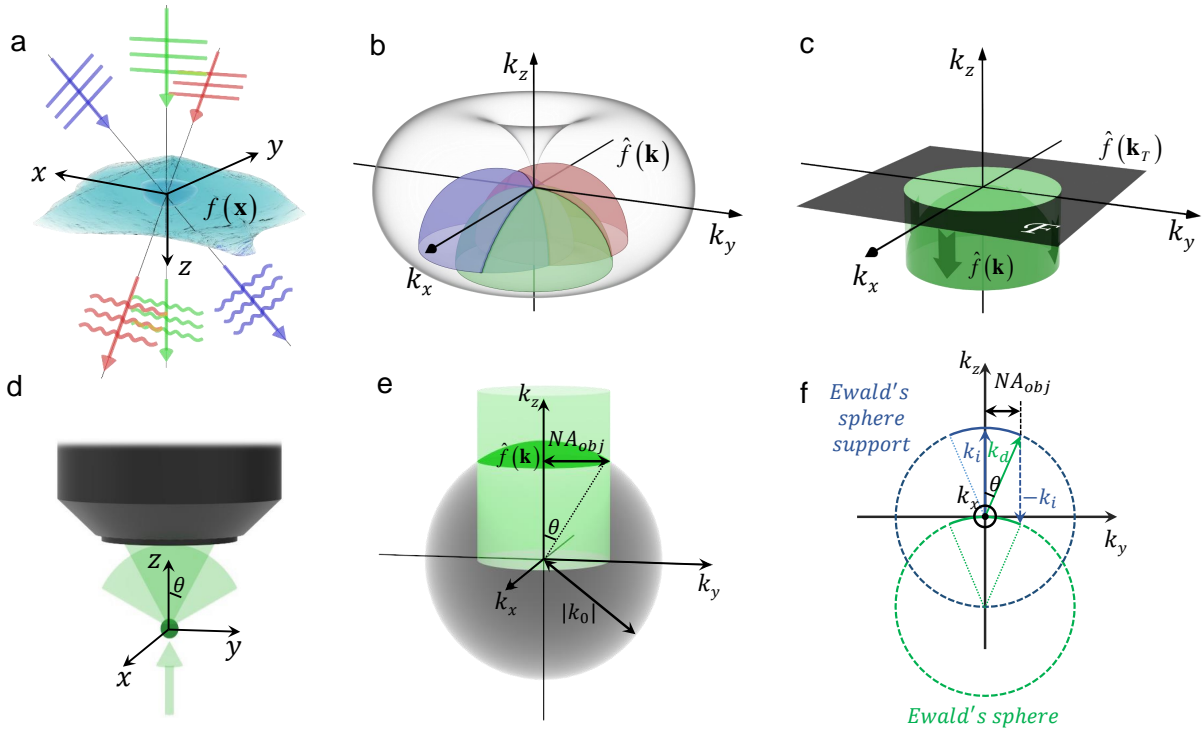 a
x
y
f(𝐱)
z
b
k_z
f̂(𝐤)
k_y
k_x
c
k_z
f̂(𝐤_T)
k_y
ℱ
f̂(𝐤)
k_x
d
z
θ
y
x
e
k_z
NA_obj
f̂(𝐤)
θ
k_y
k_x
|k_0|
f
k_z
NA_obj
Ewald's
sphere
support
k_i
k_d
θ
k_x
-k_i
k_y
Ewald's sphere